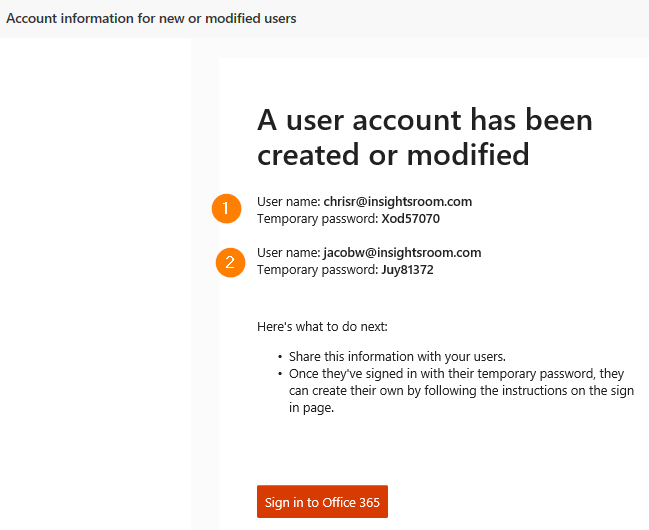 Account information for new or modified users
A user account has been
created or modified
1
User name: chrisr@insightsroom.com
Temporary password: Xod57070
2
User name: jacobw@insightsroom.com
Temporary password: Juy81372
Here's what to do next:
• Share this information with your users.
• Once they've signed in with their temporary password, they
can create their own by following the instructions on the sign
in page.
Sign in to Office 365